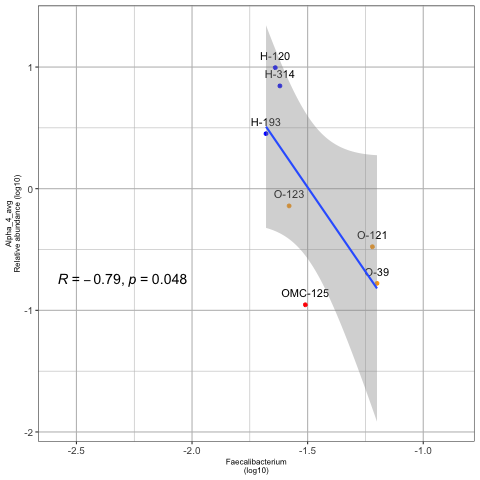 H-120
H-314
H-193
O-123
O-121
O-39
OMC-125
R = −0.79, p = 0.048
1
0
-1
-2
-2.5
-2.0
-1.5
-1.0
Alpha_4_avg
Relative abundante (log10)
Faecalibacterium
(log10)